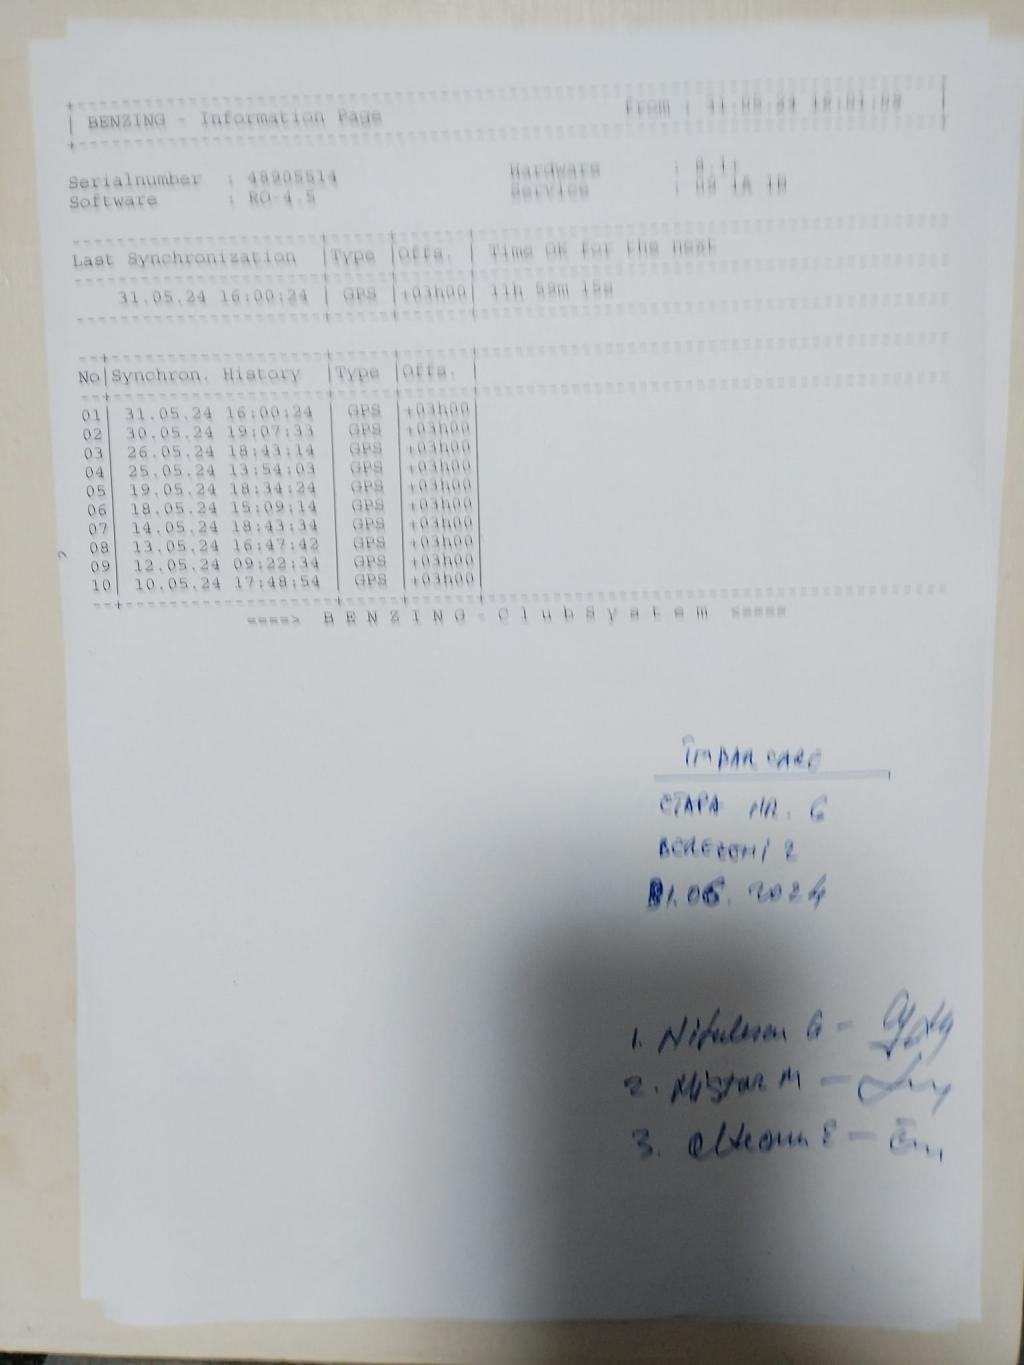 BENZING - Information Page From : 31.05.24 16:01:09
Serialnumber : 48905514 Hardware : 
Software : RO-4.5 Service : 
Last Synchronization |Type |Offs. | Time OK for the next
31.05.24 16:00:24 | GPS |+03h00| 11h 59m 15s
No|Synchron. History |Type |Offs. |
01| 31.05.24 16:00:24 | GPS |+03h00|
02| 30.05.24 19:07:33 | GPS |+03h00|
03| 26.05.24 18:43:14 | GPS |+03h00|
04| 25.05.24 13:54:03 | GPS |+03h00|
05| 19.05.24 18:34:24 | GPS |+03h00|
06| 18.05.24 15:09:14 | GPS |+03h00|
07| 14.05.24 18:43:34 | GPS |+03h00|
08| 13.05.24 16:47:42 | GPS |+03h00|
09| 12.05.24 09:22:34 | GPS |+03h00|
10| 10.05.24 17:48:54 | GPS |+03h00|
====> B E N Z I N G - C l u b S y s t e m =====
ÎMBARCARE
ETAPA NR. 6
2
2024
1.
2. M
3. E